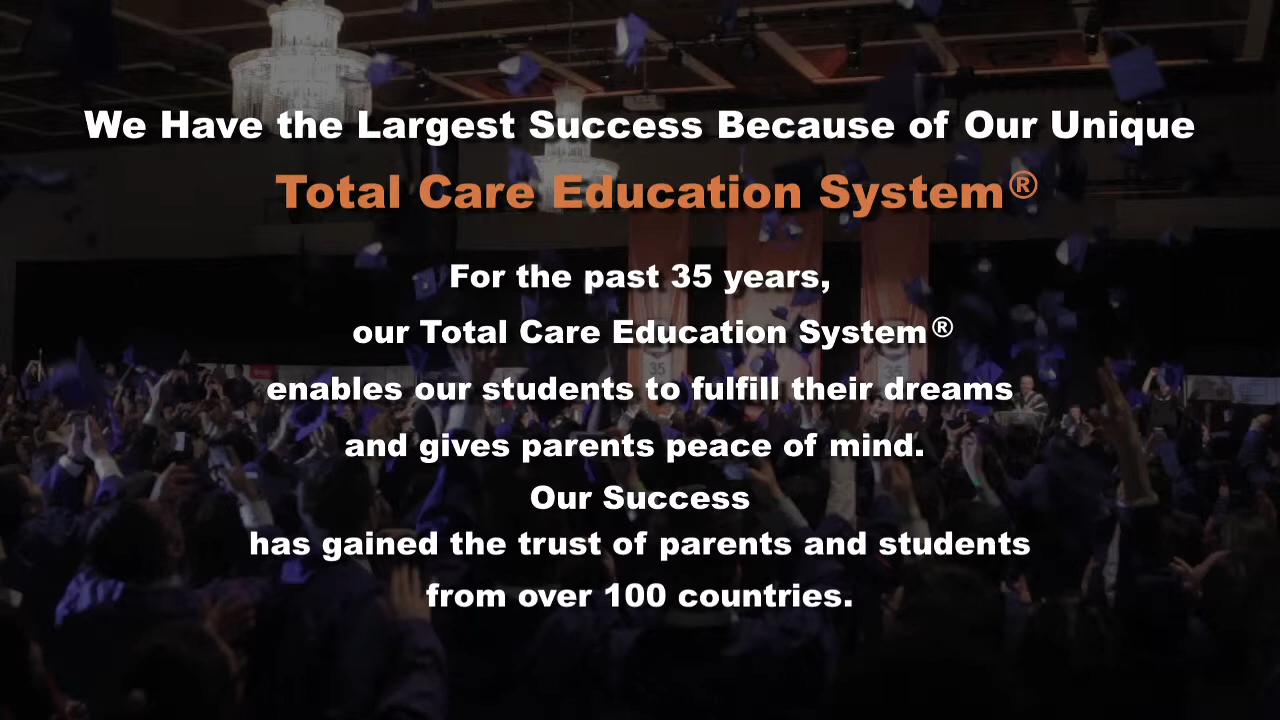 We Have the Largest Success Because of Our Unique
Total Care Education System®
For the past 35 years,
our Total Care Education System®
enables our students to fulfill their dreams
and gives parents peace of mind.
Our Success
has gained the trust of parents and students
from over 100 countries.
35
35